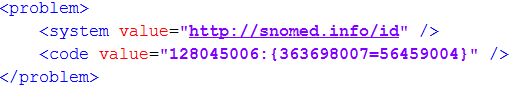 <problem>
    <system value="http://snomed.info/id" />
    <code value="128045006:{363698007=56459004}" />
</problem>